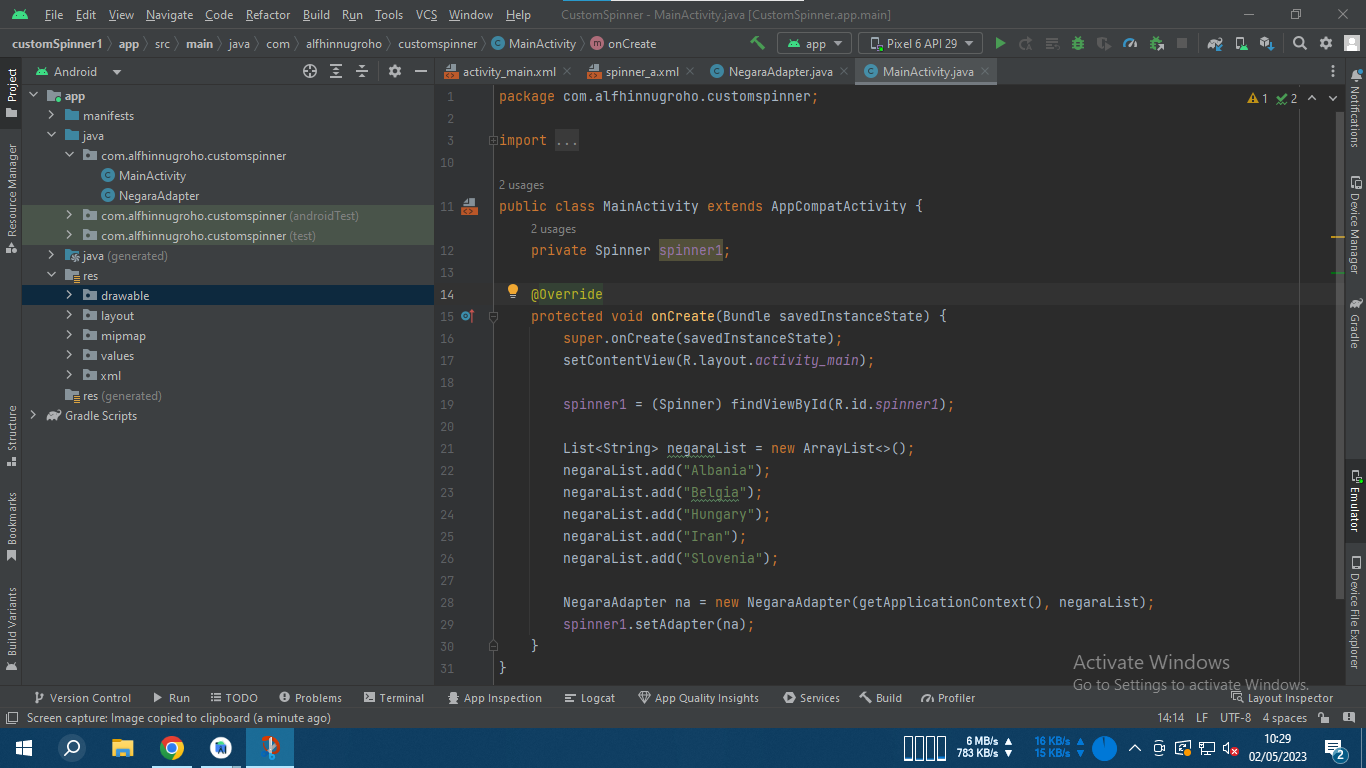 File Edit View Navigate Code Refactor Build Run Tools VCS Window Help CustomSpinner - MainActivity.java [CustomSpinner.app.main]
customSpinner1 app src main java com alfhinnugroho customspinner MainActivity onCreate app Pixel 6 API 29
Android
activity_main.xml spinner_a.xml NegaraAdapter.java MainActivity.java
Project
Resource Manager
Structure
Bookmarks
Build Variants
app
manifests
java
com.alfhinnugroho.customspinner
MainActivity
NegaraAdapter
com.alfhinnugroho.customspinner (androidTest)
com.alfhinnugroho.customspinner (test)
java (generated)
res
drawable
layout
mipmap
values
xml
res (generated)
Gradle Scripts
1 package com.alfhinnugroho.customspinner;
1 2
2
3 import ...
10
2 usages
11 public class MainActivity extends AppCompatActivity {
2 usages
12 private Spinner spinner1;
13
14 @Override
15 protected void onCreate(Bundle savedInstanceState) {
16 super.onCreate(savedInstanceState);
17 setContentView(R.layout.activity_main);
18
19 spinner1 = (Spinner) findViewById(R.id.spinner1);
20
21 List<String> negaraList = new ArrayList<>();
22 negaraList.add("Albania");
23 negaraList.add("Belgia");
24 negaraList.add("Hungary");
25 negaraList.add("Iran");
26 negaraList.add("Slovenia");
27
28 NegaraAdapter na = new NegaraAdapter(getApplicationContext(), negaraList);
29 spinner1.setAdapter(na);
30 }
31 }
Notifications
Device Manager
Gradle
Emulator
Device File Explorer
Activate Windows
Go to Settings to activate Windows.
Version Control Run TODO Problems Terminal App Inspection Logcat App Quality Insights Services Build Profiler Layout Inspector
Screen capture: Image copied to clipboard (a minute ago) 14:14 LF UTF-8 4 spaces
6 MB/s
783 KB/s
16 KB/s
15 KB/s
10:29
02/05/2023
2